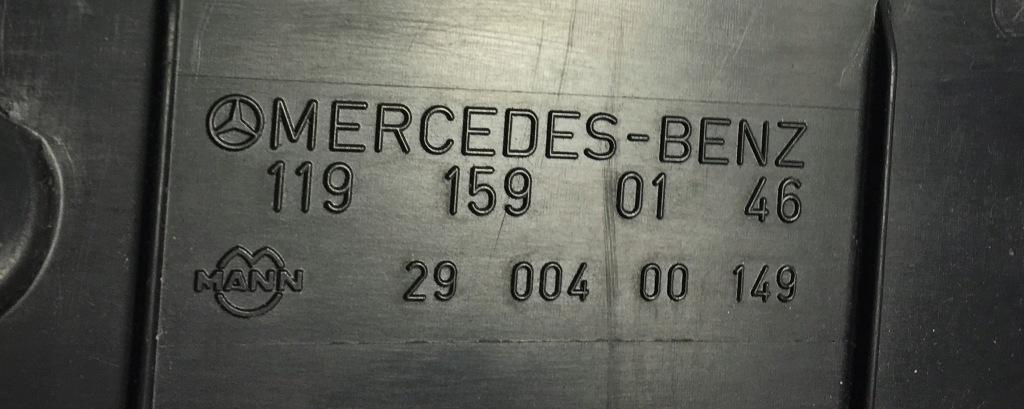 MERCEDES-BENZ
119 159 01 46
MANN 29 004 00 149